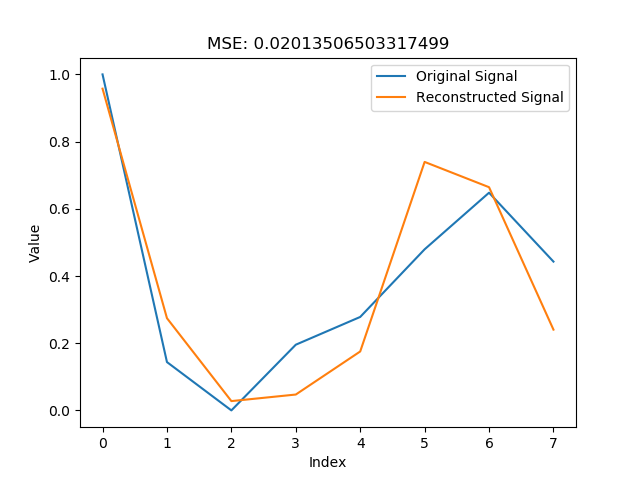 MSE: 0.02013506503317499
Original Signal
Reconstructed Signal
1.0
0.8
0.6
0.4
0.2
0.0
Value
0 1 2 3 4 5 6 7
Index